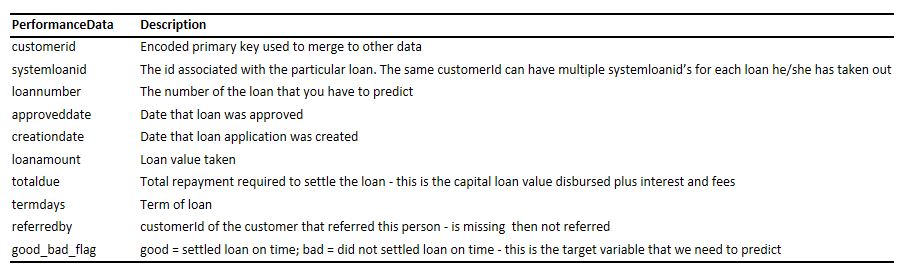 PerformanceData Description
customerid Encoded primary key used to merge to other data
systemloanid The id associated with the particular loan. The same customerId can have multiple systemloanid's for each loan he/she has taken out
loannumber The number of the loan that you have to predict
approveddate Date that loan was approved
creationdate Date that loan application was created
loanamount Loan value taken
totaldue Total repayment required to settle the loan - this is the capital loan value disbursed plus interest and fees
termdays Term of loan
referredby customerId of the customer that referred this person - is missing then not referred
good_bad_flag good = settled loan on time; bad = did not settled loan on time - this is the target variable that we need to predict